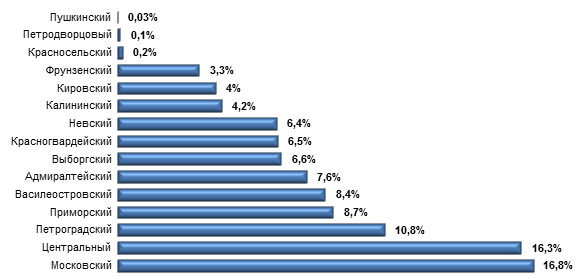 Пушкинский 0,03%
Петродворцовый 0,1%
Красносельский 0,2%
Фрунзенский 3,3%
Кировский 4%
Калининский 4,2%
Невский 6,4%
Красногвардейский 6,5%
Выборгский 6,6%
Адмиралтейский 7,6%
Василеостровский 8,4%
Приморский 8,7%
Петроградский 10,8%
Центральный 16,3%
Московский 16,8%